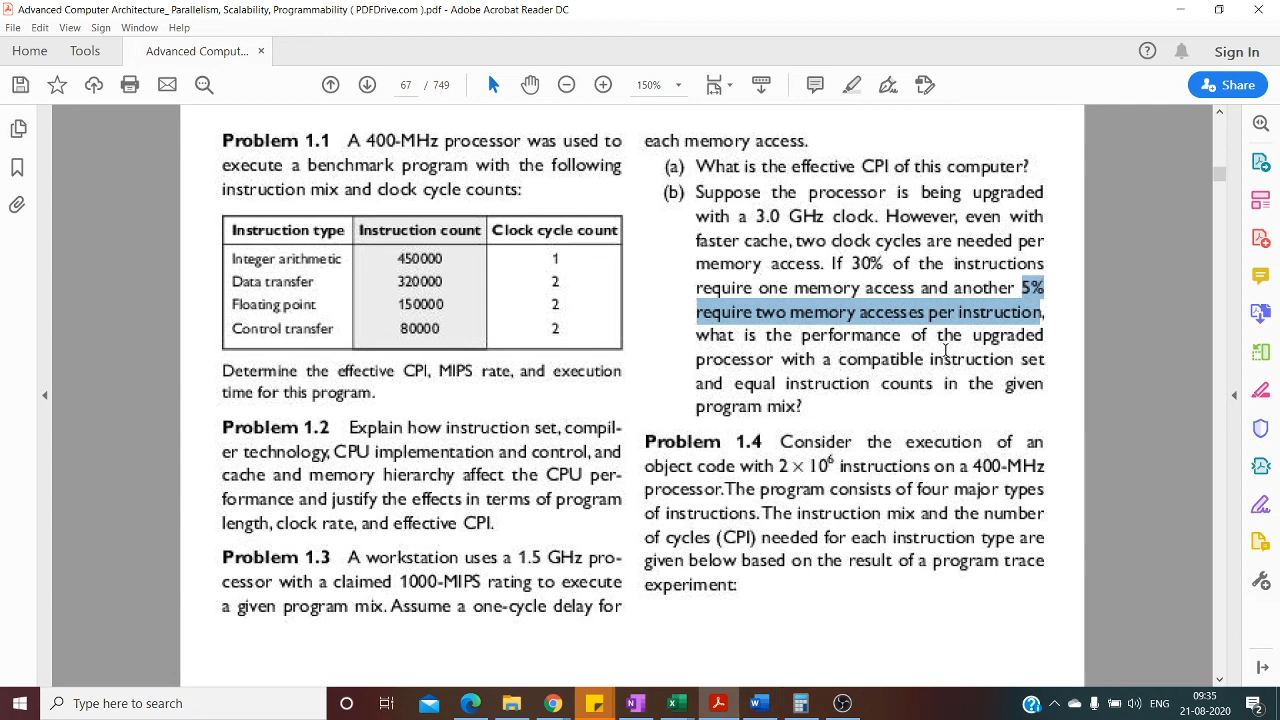 Advanced Computer Architecture_ Parallelism, Scalability, Programmability ( PDFDrive.com ).pdf - Adobe Acrobat Reader DC
File Edit View Sign Window Help
Home Tools Advanced Comput... × ? Sign In
67 / 749 150% Share
Problem 1.1 A 400-MHz processor was used to
execute a benchmark program with the following
instruction mix and clock cycle counts:
Instruction type Instruction count Clock cycle count
Integer arithmetic 450000 1
Data transfer 320000 2
Floating point 150000 2
Control transfer 80000 2
Determine the effective CPI, MIPS rate, and execution
time for this program.
Problem 1.2 Explain how instruction set, compil-
er technology, CPU implementation and control, and
cache and memory hierarchy affect the CPU per-
formance and justify the effects in terms of program
length, clock rate, and effective CPI.
Problem 1.3 A workstation uses a 1.5 GHz pro-
cessor with a claimed 1000-MIPS rating to execute
a given program mix. Assume a one-cycle delay for
each memory access.
(a) What is the effective CPI of this computer?
(b) Suppose the processor is being upgraded
with a 3.0 GHz clock. However, even with
faster cache, two clock cycles are needed per
memory access. If 30% of the instructions
require one memory access and another 5%
require two memory accesses per instruction,
what is the performance of the upgraded
processor with a compatible instruction set
and equal instruction counts in the given
program mix?
Problem 1.4 Consider the execution of an
object code with 2 × 10⁶ instructions on a 400-MHz
processor. The program consists of four major types
of instructions. The instruction mix and the number
of cycles (CPI) needed for each instruction type are
given below based on the result of a program trace
experiment:
Type here to search
ENG
09:35
21-08-2020